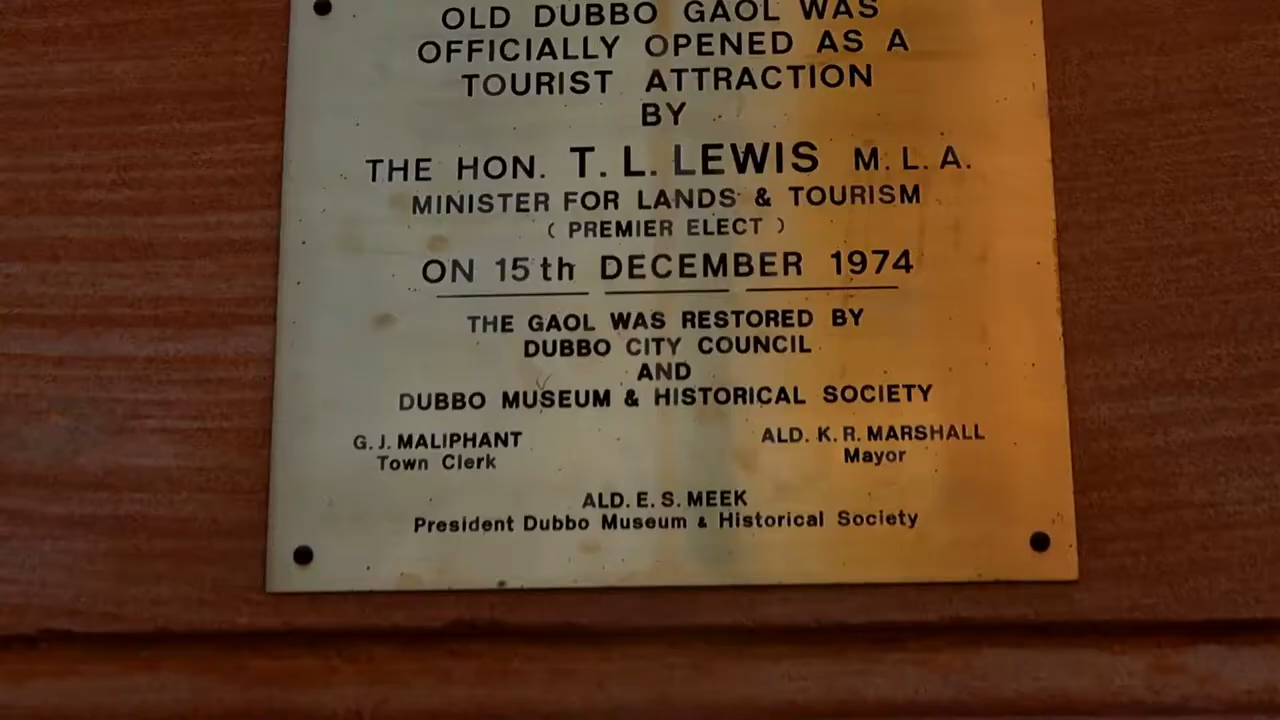 OLD DUBBO GAOL WAS
OFFICIALLY OPENED AS A
TOURIST ATTRACTION
BY
THE HON. T. L. LEWIS M. L. A.
MINISTER FOR LANDS & TOURISM
( PREMIER ELECT )
ON 15th DECEMBER 1974
THE GAOL WAS RESTORED BY
DUBBO CITY COUNCIL
AND
DUBBO MUSEUM & HISTORICAL SOCIETY
G. J. MALIPHANT ALD. K. R. MARSHALL
Town Clerk Mayor
ALD. E. S. MEEK
President Dubbo Museum & Historical Society